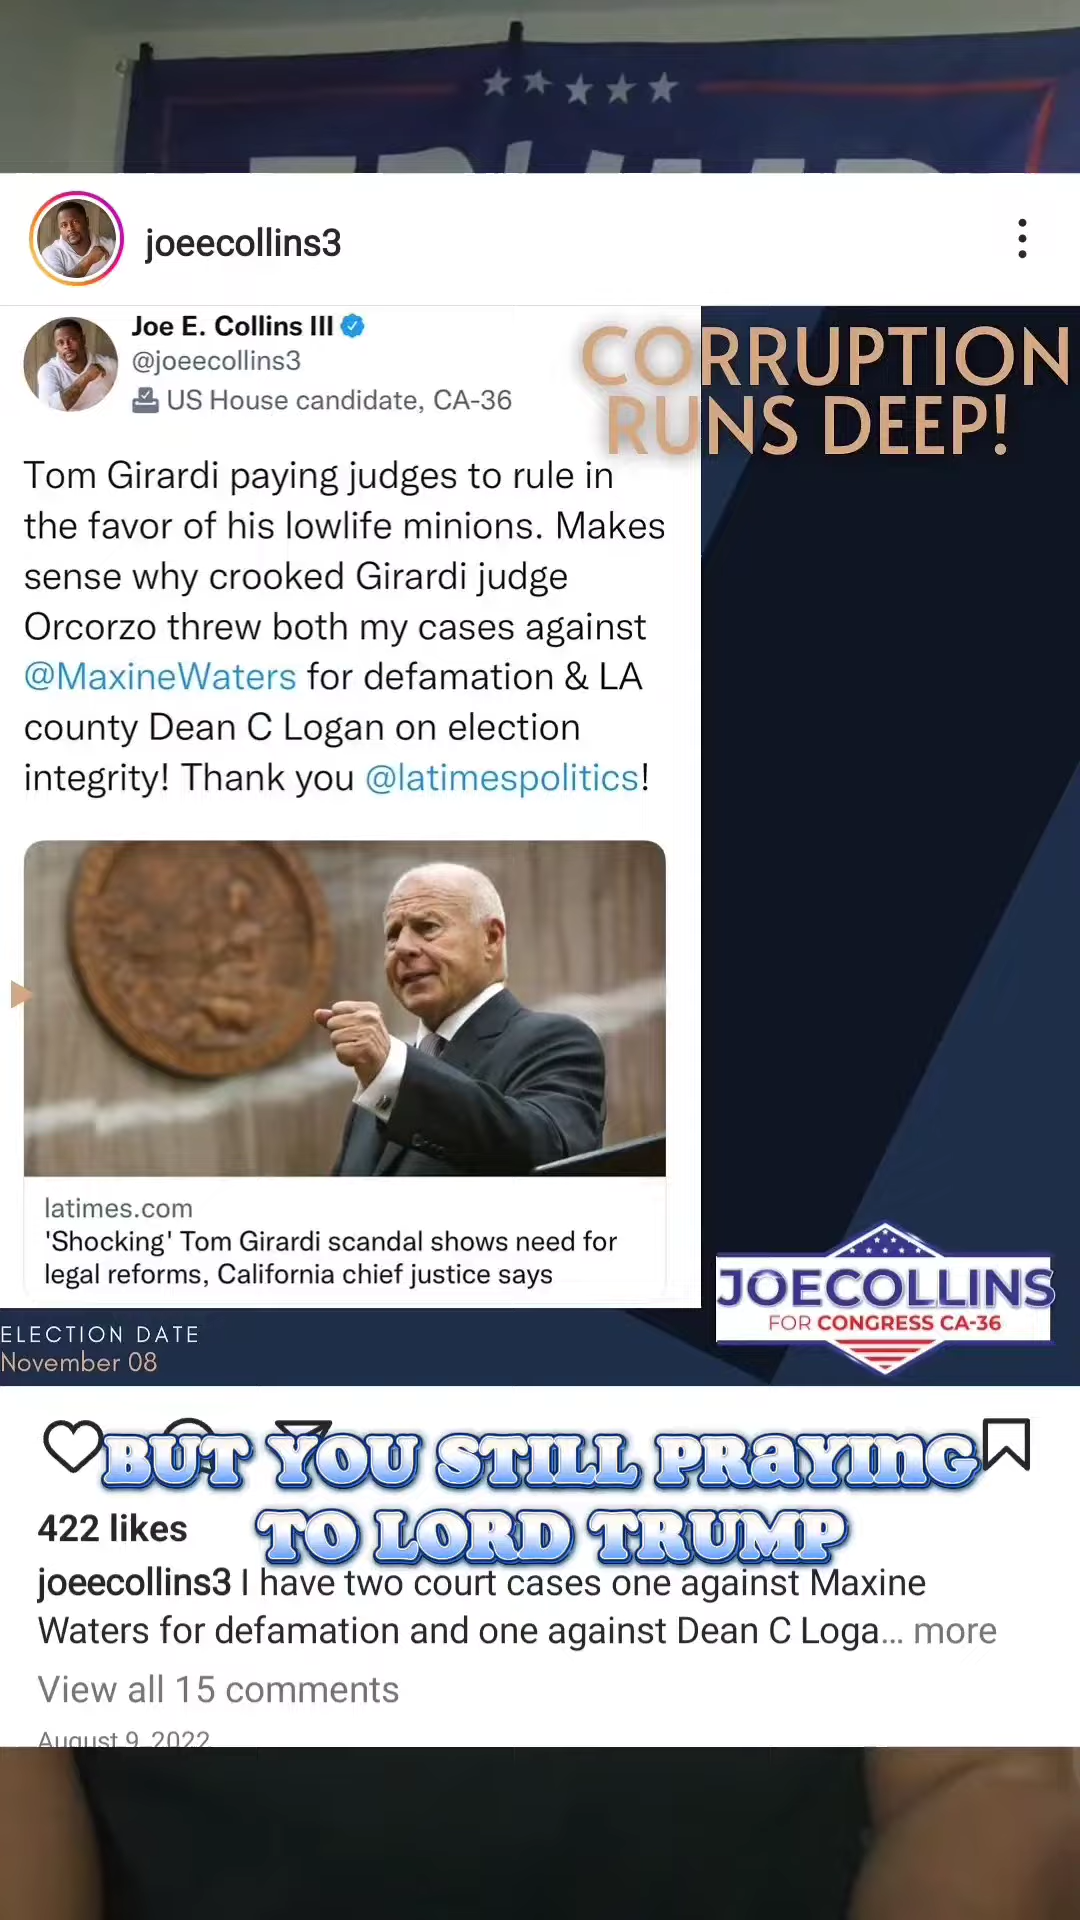 TRUMP
joeecollins3
Joe E. Collins III
@joeecollins3
US House candidate, CA-36
CORRUPTION
RUNS DEEP!
Tom Girardi paying judges to rule in
the favor of his lowlife minions. Makes
sense why crooked Girardi judge
Orcorzo threw both my cases against
@MaxineWaters for defamation & LA
county Dean C Logan on election
integrity! Thank you @latimespolitics!
latimes.com
'Shocking' Tom Girardi scandal shows need for
legal reforms, California chief justice says
JOECOLLINS
FOR CONGRESS CA-36
ELECTION DATE
November 08
BUT YOU STILL PRAYING
TO LORD TRUMP
422 likes
joeecollins3 I have two court cases one against Maxine
Waters for defamation and one against Dean C Loga... more
View all 15 comments
August 9, 2022